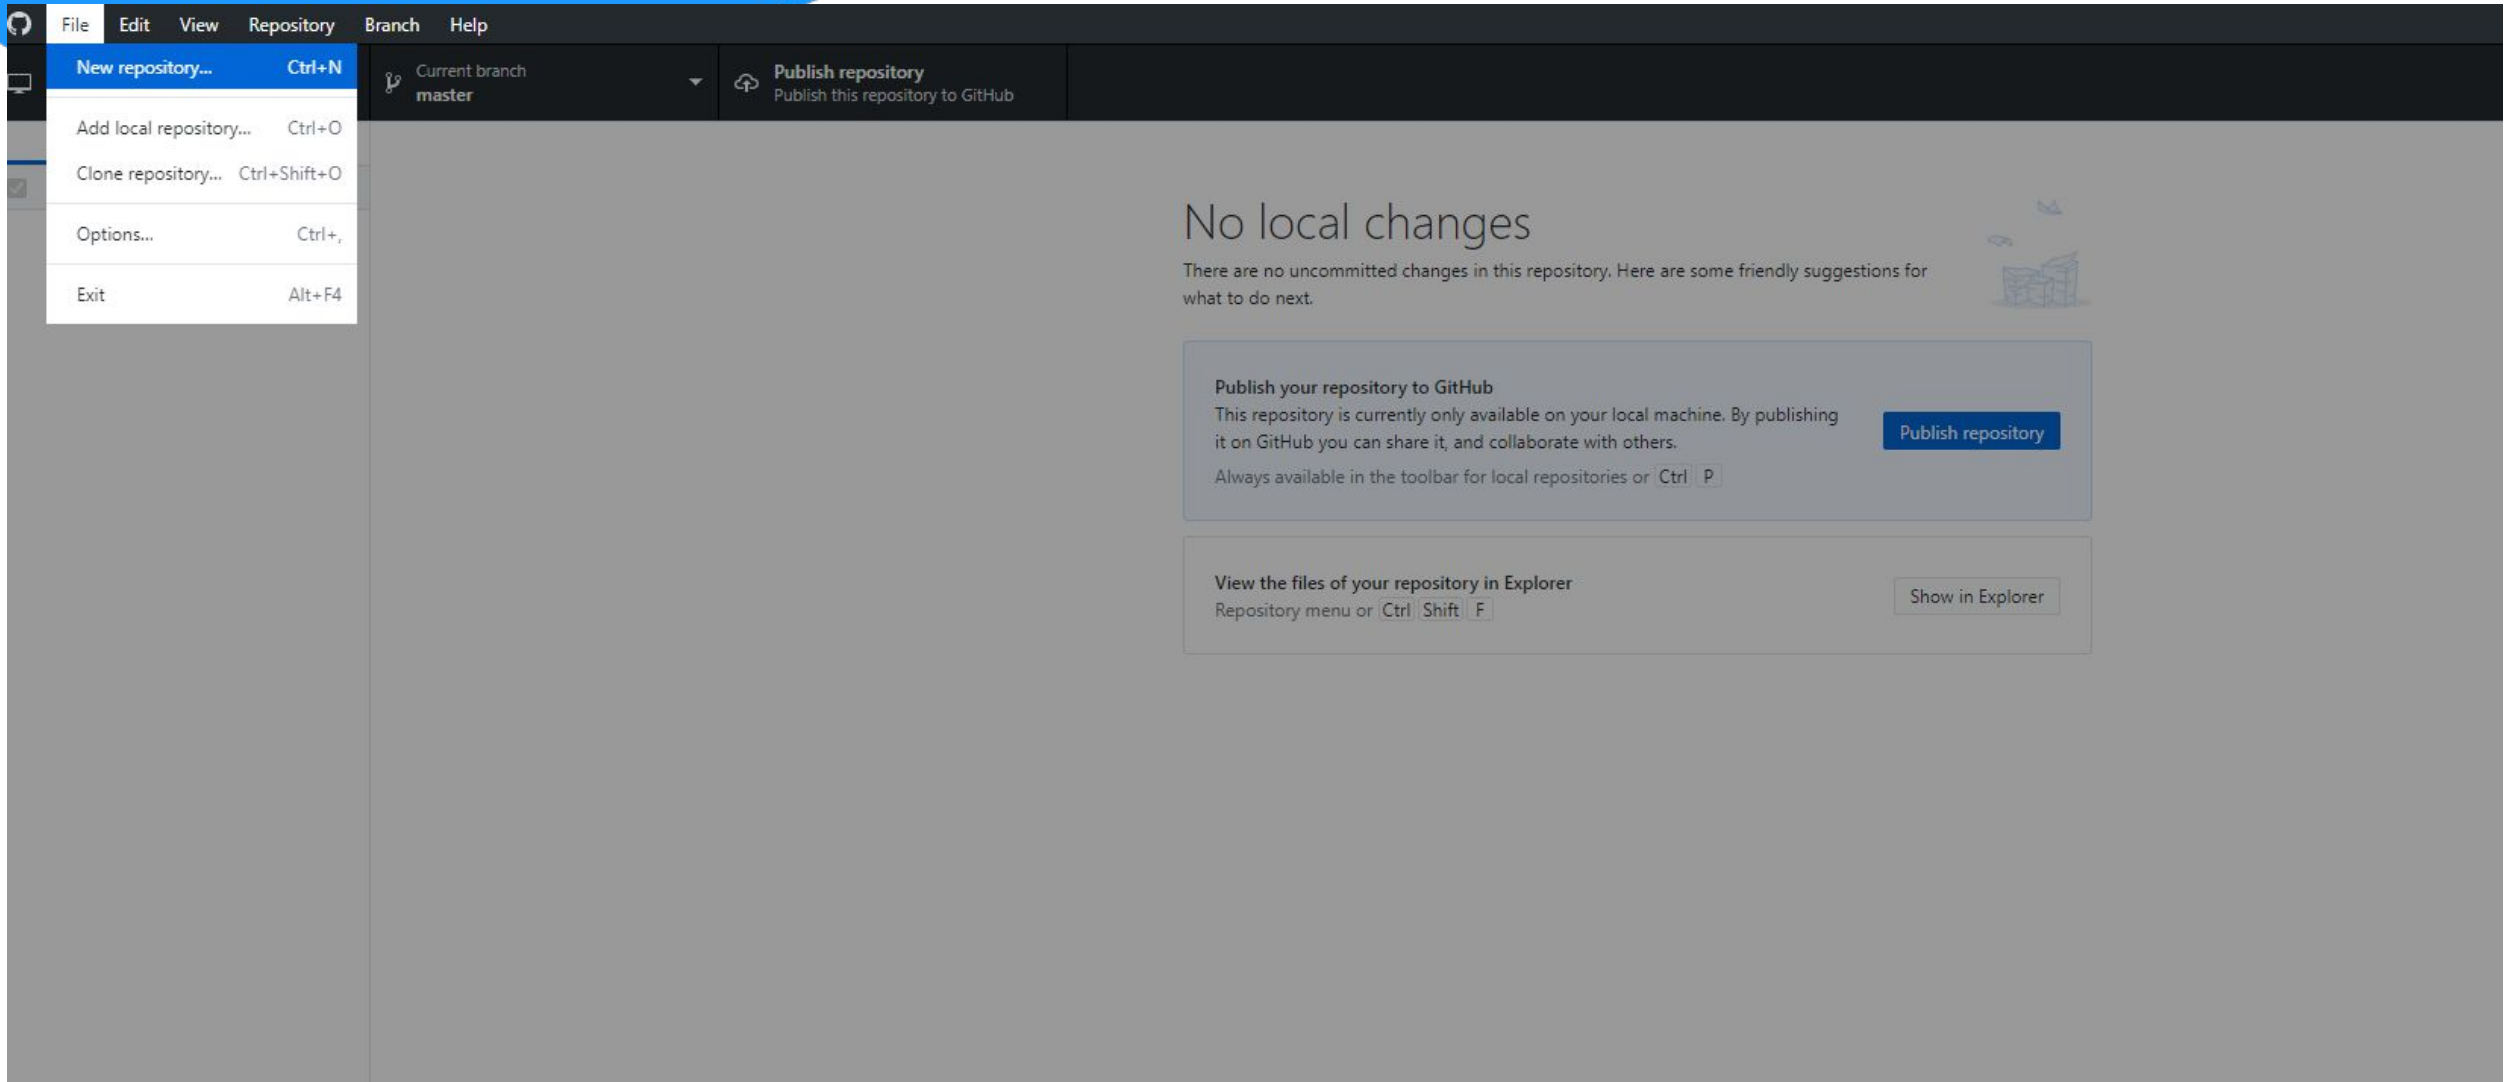 File Edit View Repository Branch Help
New repository... Ctrl+N
Add local repository... Ctrl+O
Clone repository... Ctrl+Shift+O
Options... Ctrl+,
Exit Alt+F4
Current branch
master
Publish repository
Publish this repository to GitHub
No local changes
There are no uncommitted changes in this repository. Here are some friendly suggestions for
what to do next.
Publish your repository to GitHub
This repository is currently only available on your local machine. By publishing
it on GitHub you can share it, and collaborate with others.
Always available in the toolbar for local repositories or Ctrl P
Publish repository
View the files of your repository in Explorer
Repository menu or Ctrl Shift F
Show in Explorer